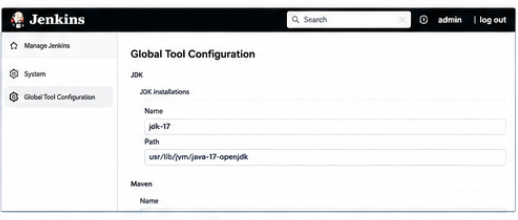 Jenkins
Search
admin
| log out
Manage Jenkins
System
Global Tool Configuration
Global Tool Configuration
JDK
JDK installations
Name
jdk-17
Path
usr/lib/jvm/java-17-openjdk
Maven
Name